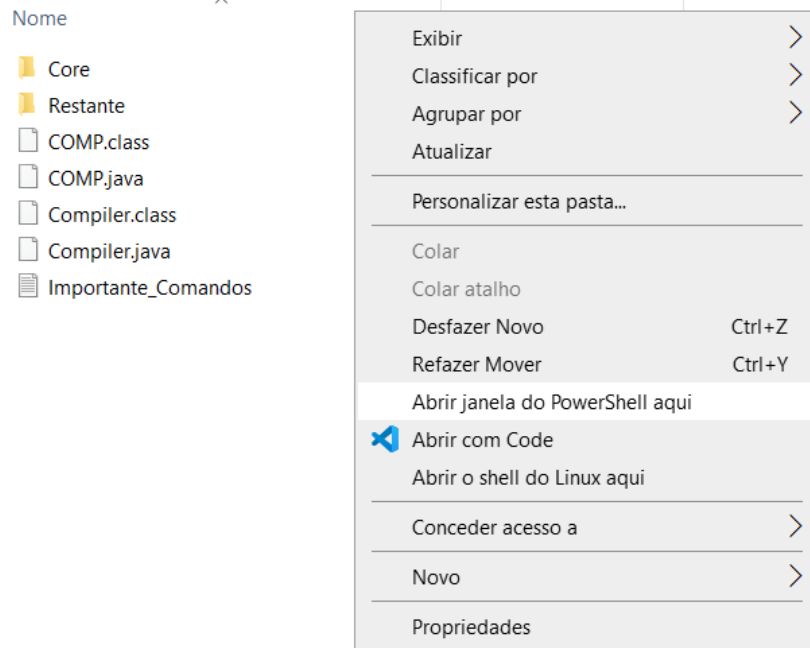 Nome
Core
Restante
COMP.class
COMP.java
Compiler.class
Compiler.java
Importante_Comandos
Exibir
Classificar por
Agrupar por
Atualizar
Personalizar esta pasta...
Colar
Colar atalho
Desfazer Novo Ctrl+Z
Refazer Mover Ctrl+Y
Abrir janela do PowerShell aqui
Abrir com Code
Abrir o shell do Linux aqui
Conceder acesso a
Novo
Propriedades